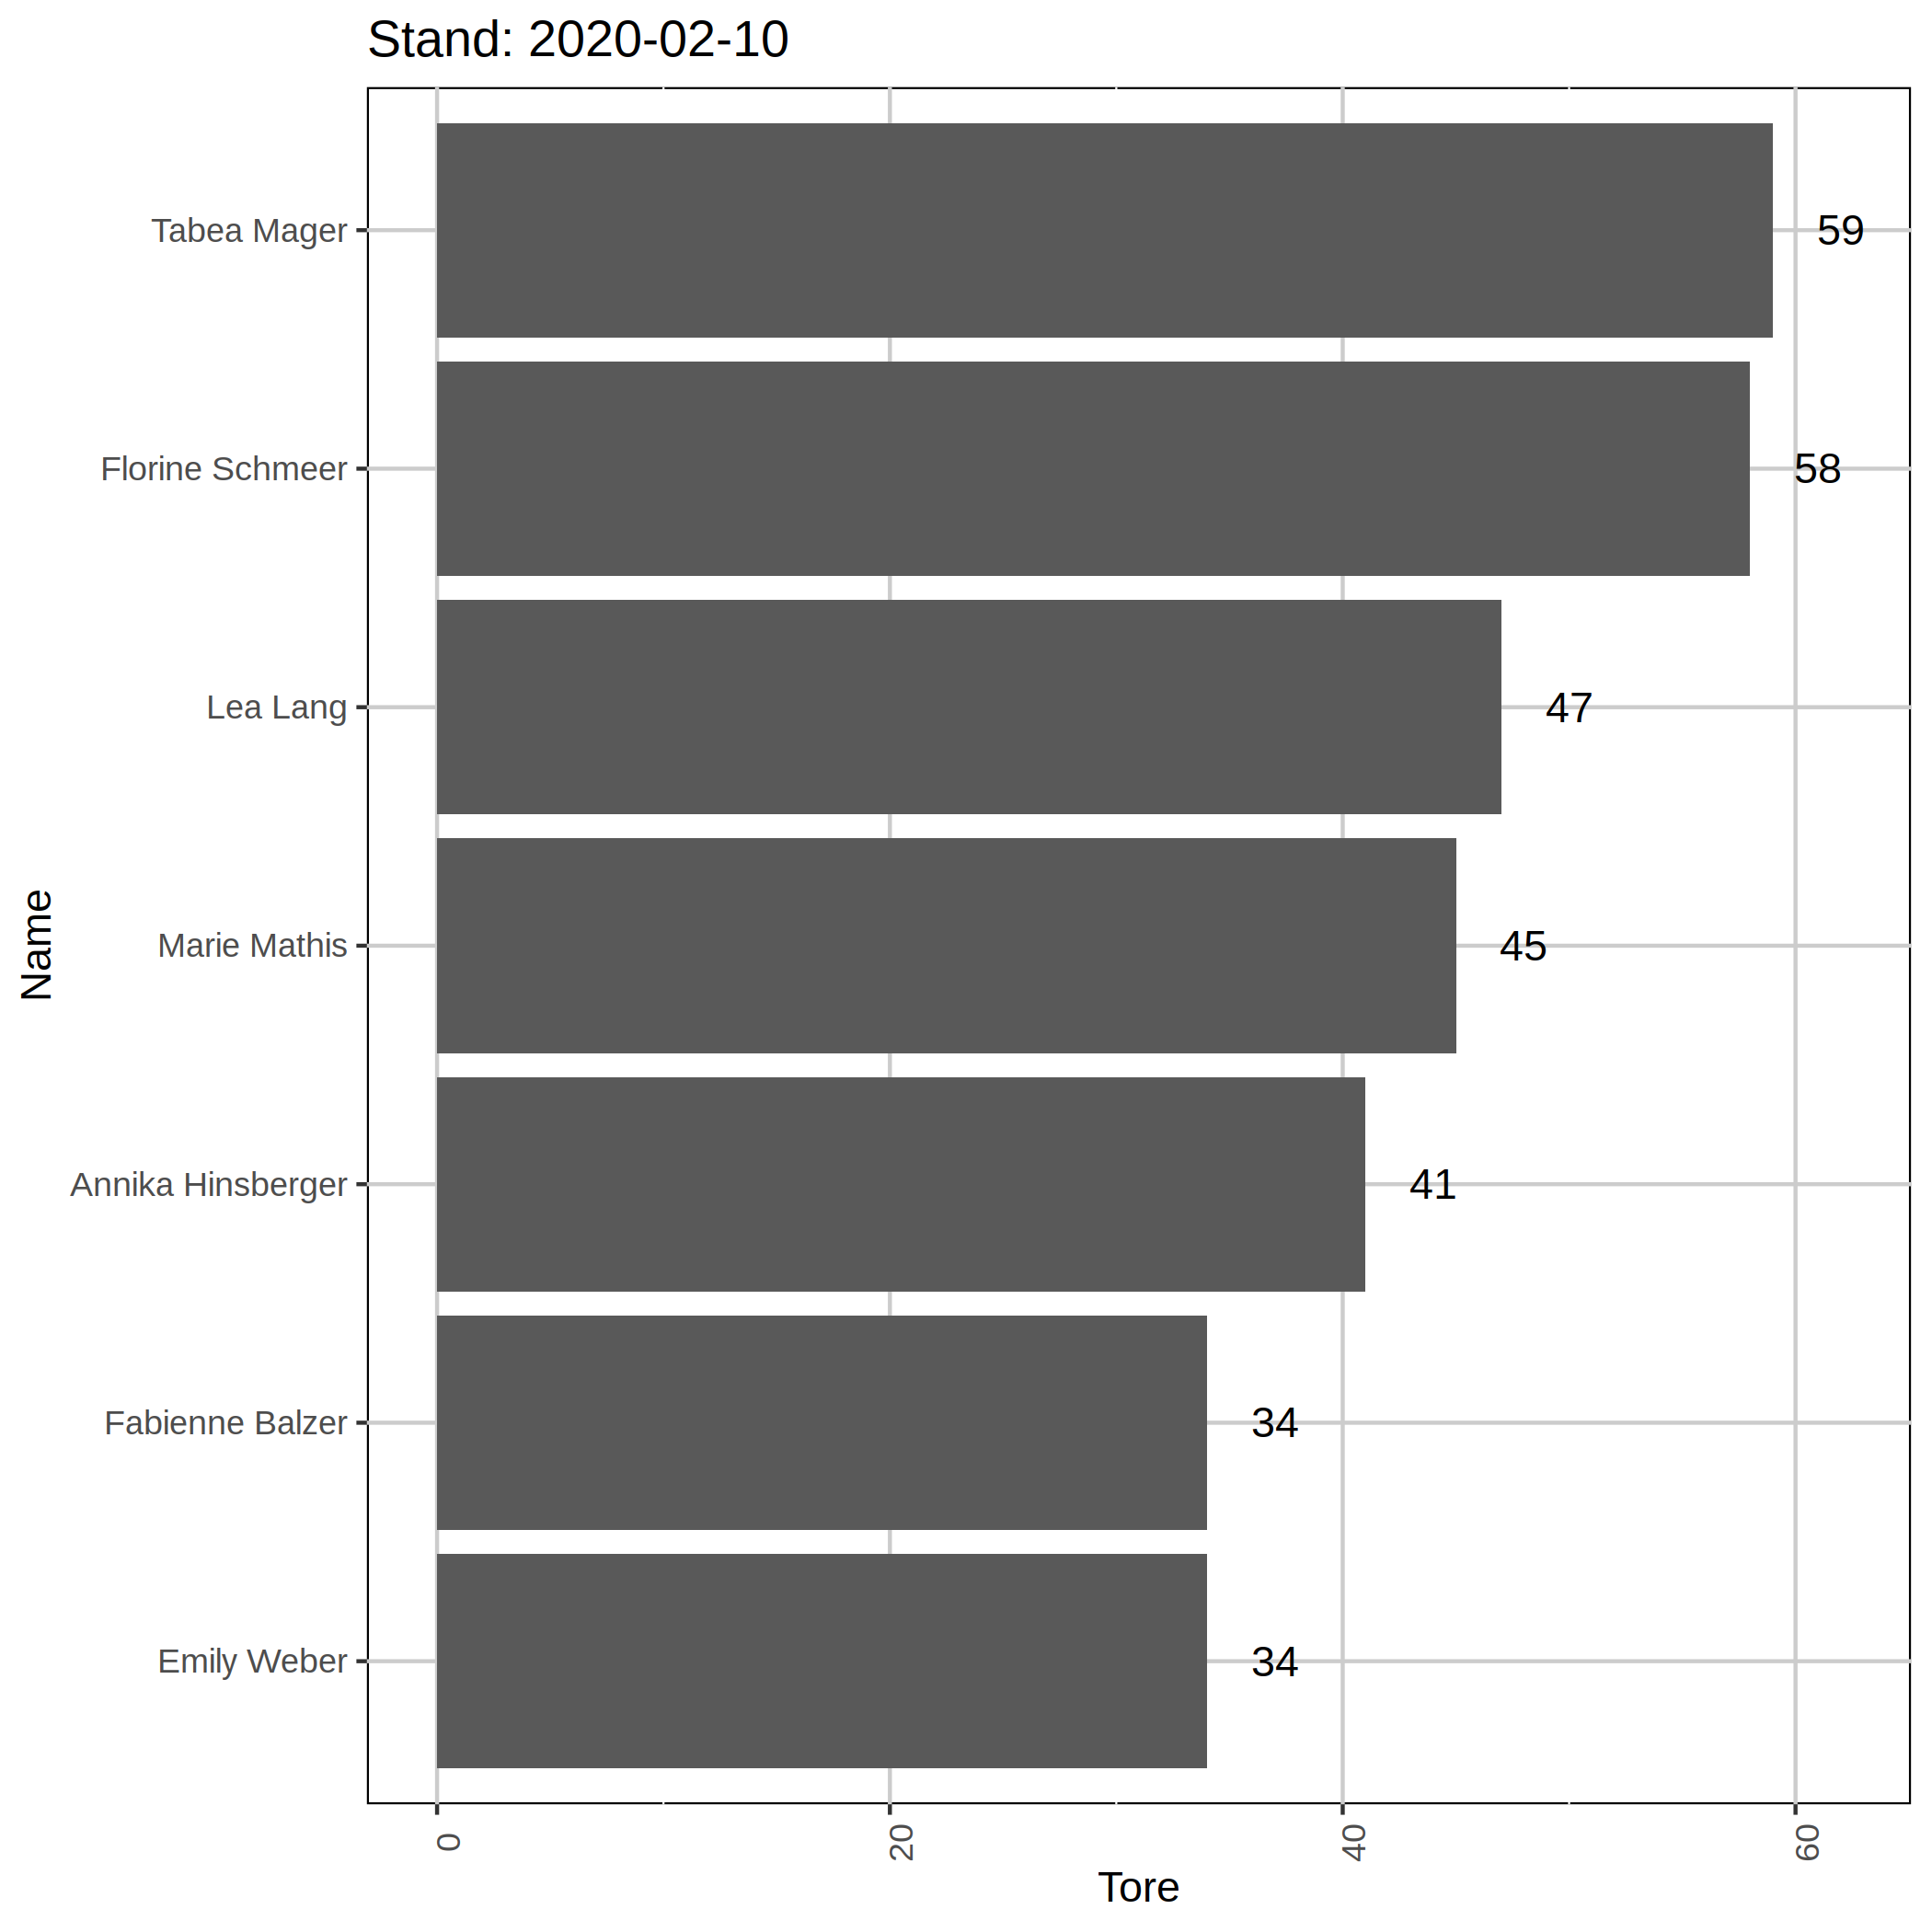 Stand: 2020-02-10
Tabea Mager 59
Florine Schmeer 58
Lea Lang 47
Marie Mathis 45
Annika Hinsberger 41
Fabienne Balzer 34
Emily Weber 34
Name
0 20 40 60
Tore